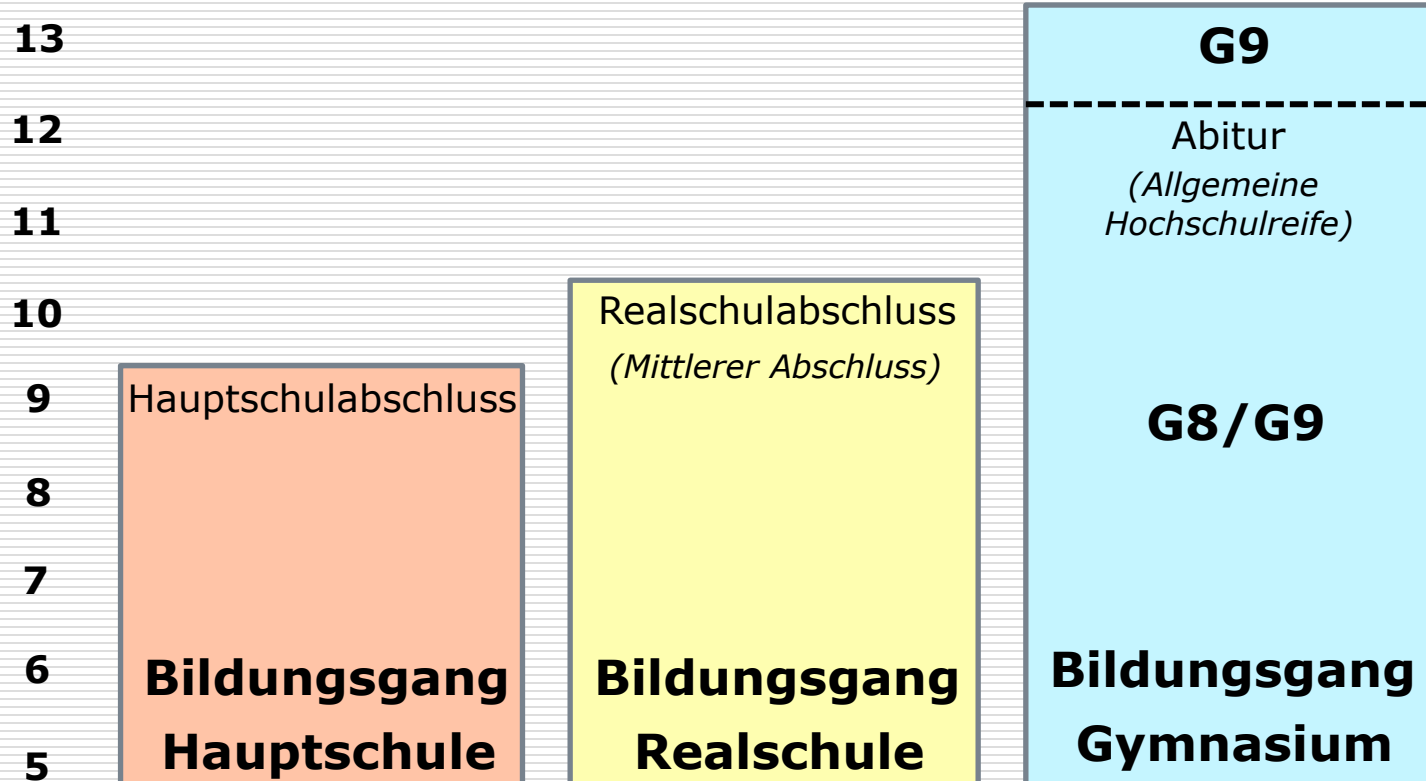 13
G9
12
Abitur
(Allgemeine
11
Hochschulreife)
10
Realschulabschluss
(Mittlerer Abschluss)
9
Hauptschulabschluss
G8/G9
8
7
6
Bildungsgang
Bildungsgang
Bildungsgang
5
Hauptschule
Realschule
Gymnasium